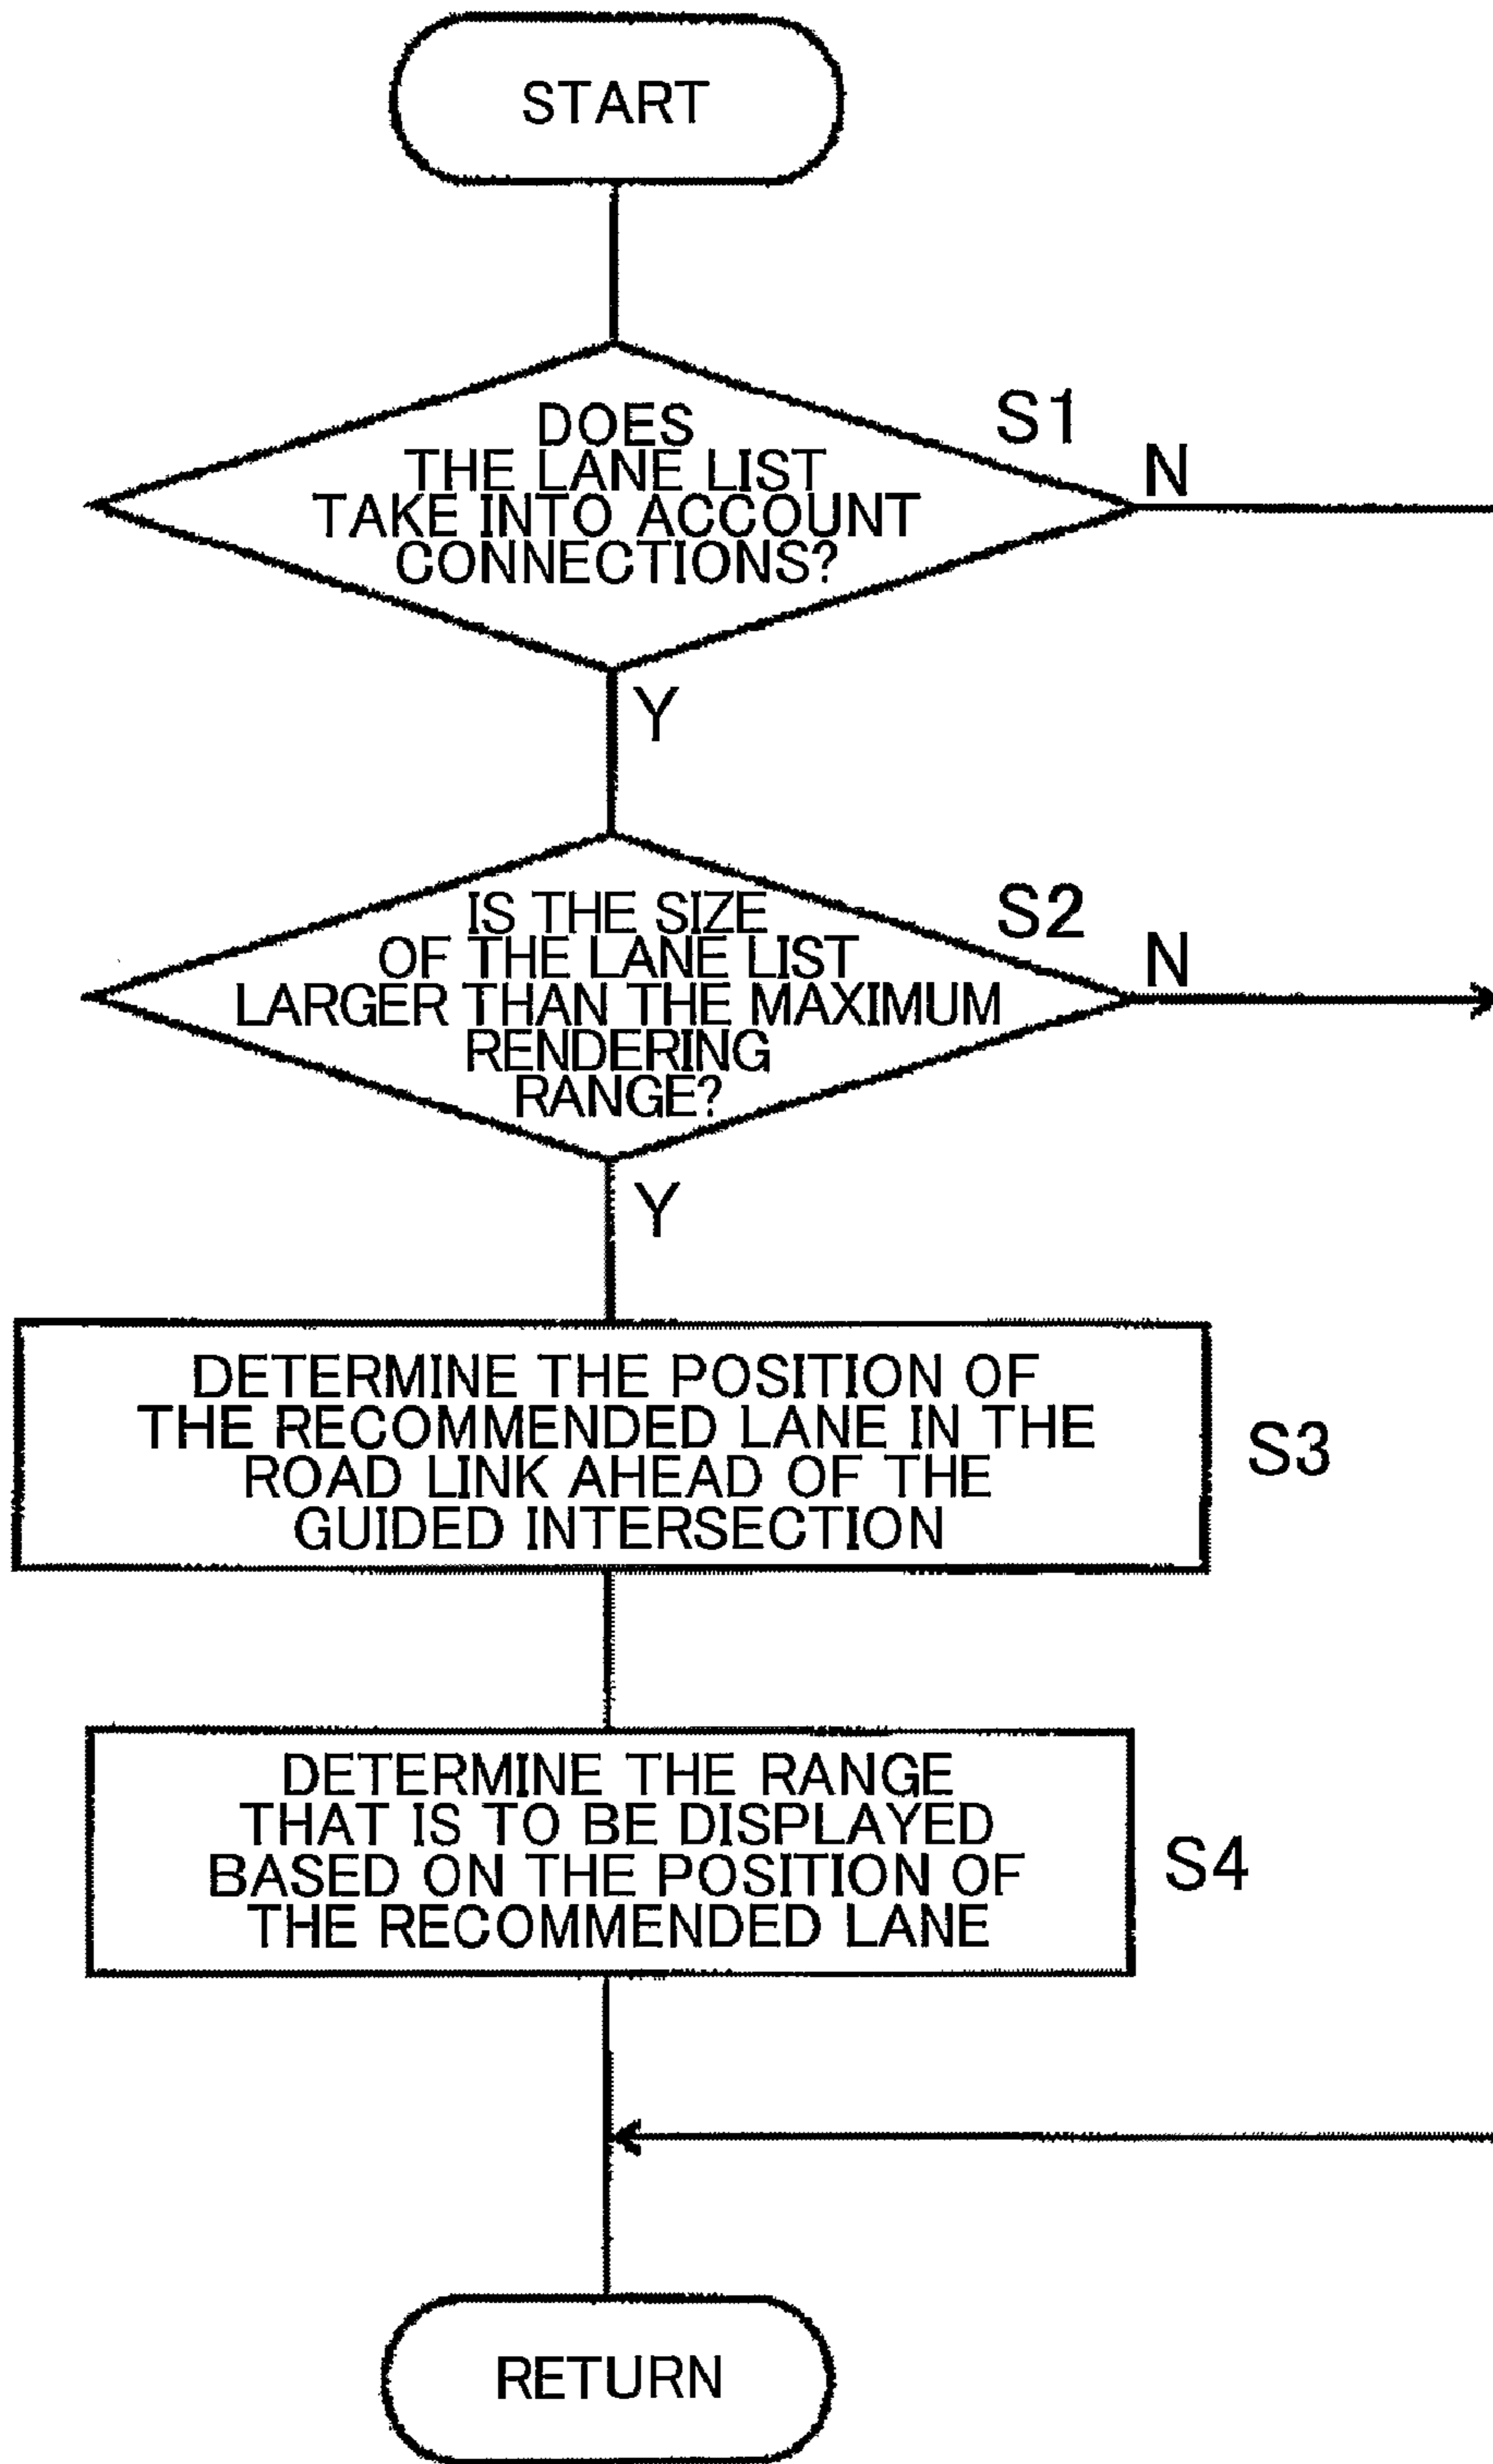 START
DOES
THE LANE LIST
TAKE INTO ACCOUNT
CONNECTIONS?
S1
N
Y
IS THE SIZE
OF THE LANE LIST
LARGER THAN THE MAXIMUM
RENDERING
RANGE?
S2
N
Y
DETERMINE THE POSITION OF
THE RECOMMENDED LANE IN THE
ROAD LINK AHEAD OF THE
GUIDED INTERSECTION
S3
DETERMINE THE RANGE
THAT IS TO BE DISPLAYED
BASED ON THE POSITION OF
THE RECOMMENDED LANE
S4
RETURN